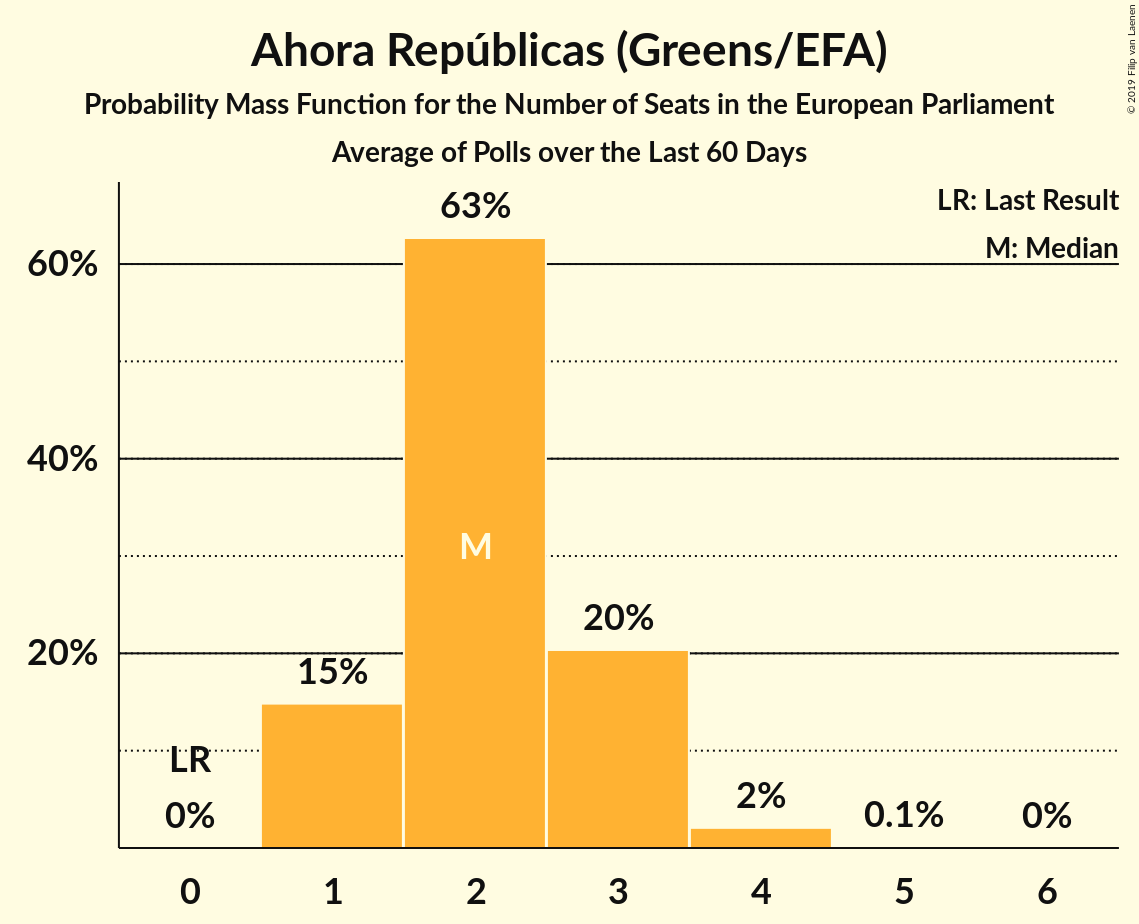 Ahora Repúblicas (Greens/EFA)
Probability Mass Function for the Number of Seats in the European Parliament
Average of Polls over the Last 60 Days
© 2019 Filip van Laenen
LR: Last Result
M: Median
63%
60%
40%
M
20%
20%
15%
LR
0%
2%
0.1%
0%
0 1 2 3 4 5 6